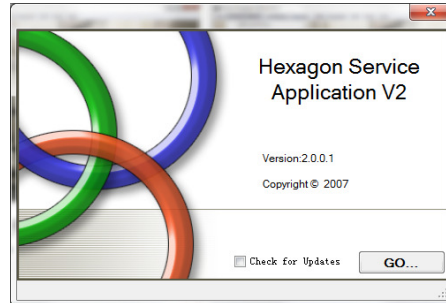 Hexagon Service
Application V2
Version:2.0.0.1
Copyright © 2007
Check for Updates
GO...